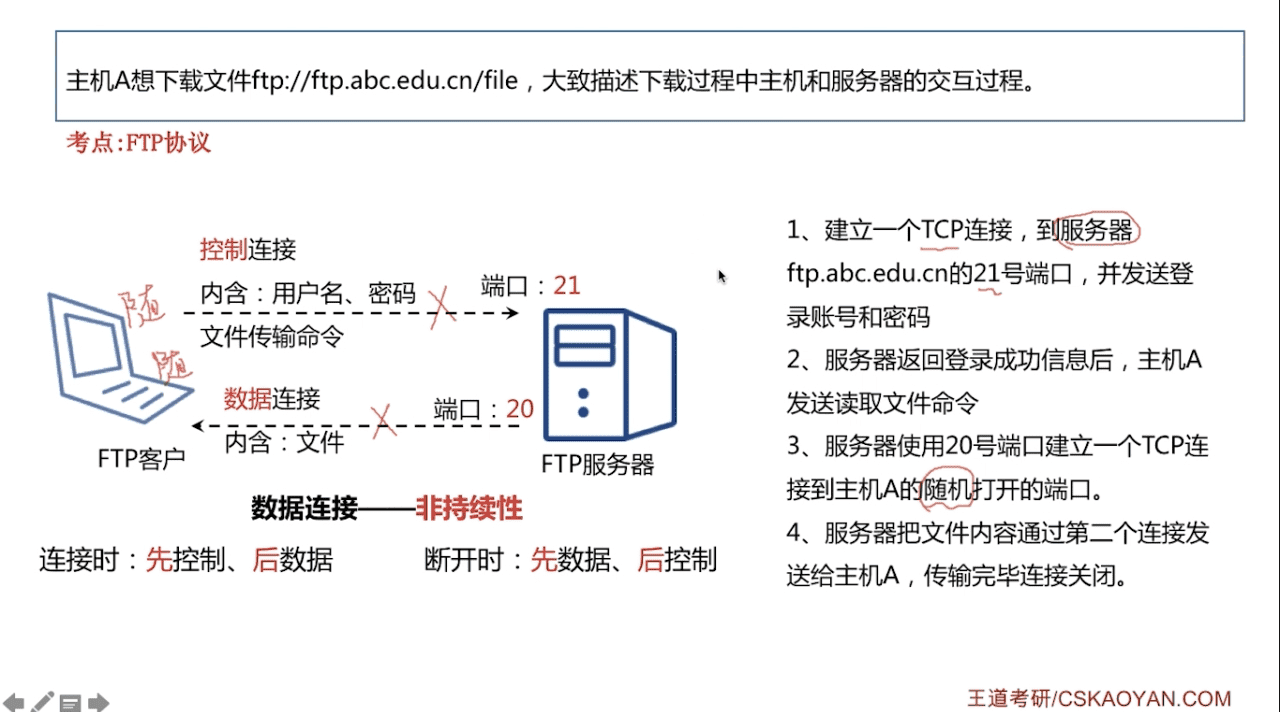 主机A想下载文件ftp://ftp.abc.edu.cn/file，大致描述下载过程中主机和服务器的交互过程。
考点:FTP协议
控制连接
内含：用户名、密码
端口：21
文件传输命令
随
随
数据连接
端口：20
内含：文件
FTP客户
FTP服务器
数据连接——非持续性
连接时：先控制、后数据
断开时：先数据、后控制
1、建立一个TCP连接，到服务器
ftp.abc.edu.cn的21号端口，并发送登
录账号和密码
2、服务器返回登录成功信息后，主机A
发送读取文件命令
3、服务器使用20号端口建立一个TCP连
接到主机A的随机打开的端口。
4、服务器把文件内容通过第二个连接发
送给主机A，传输完毕连接关闭。
王道考研/CSKAOYAN.COM